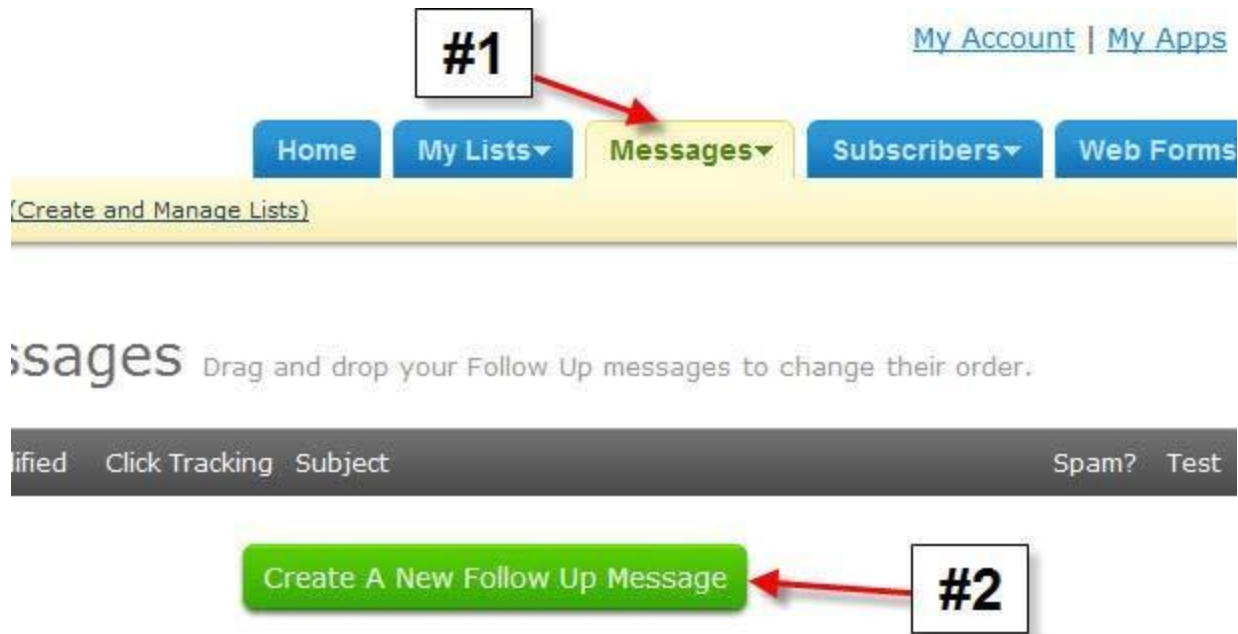 #1
My Account | My Apps
Home My Lists Messages Subscribers Web Forms
(Create and Manage Lists)
ssages Drag and drop your Follow Up messages to change their order.
lified Click Tracking Subject Spam? Test
Create A New Follow Up Message
#2